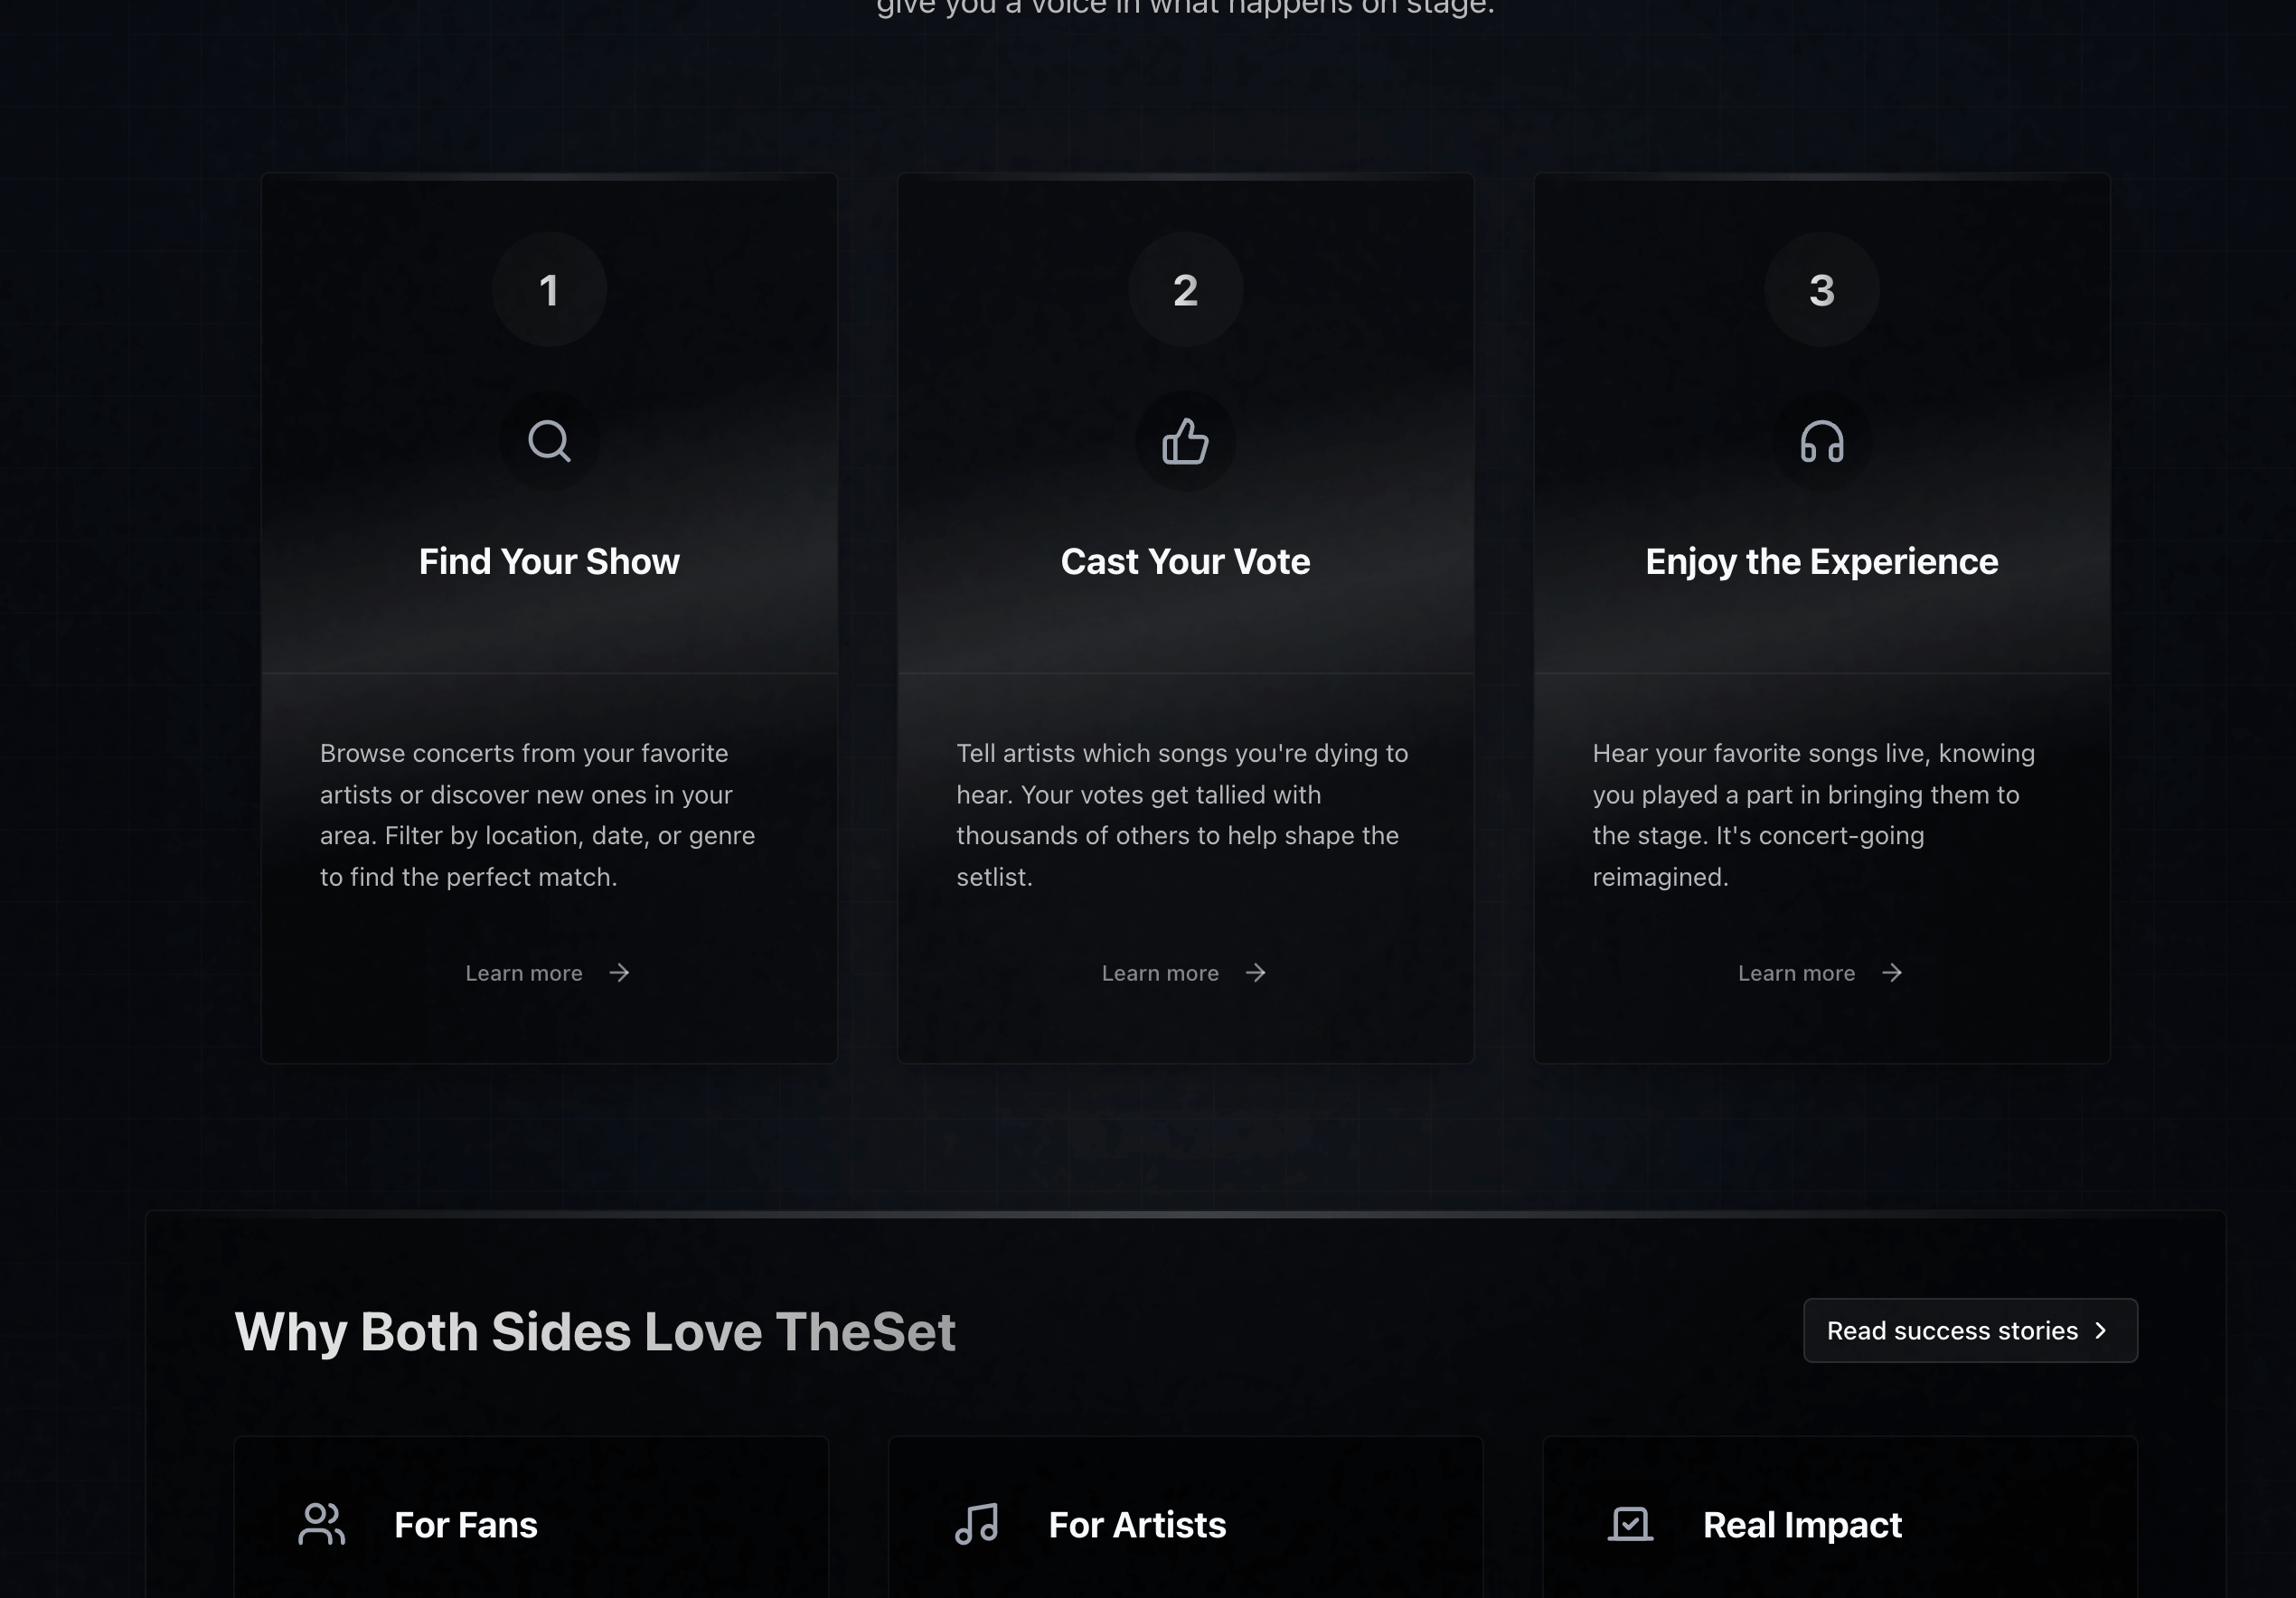 give you a voice in what happens on stage.
1
2
3
Find Your Show
Cast Your Vote
Enjoy the Experience
Browse concerts from your favorite
artists or discover new ones in your
area. Filter by location, date, or genre
to find the perfect match.
Learn more
Tell artists which songs you're dying to
hear. Your votes get tallied with
thousands of others to help shape the
setlist.
Learn more
Hear your favorite songs live, knowing
you played a part in bringing them to
the stage. It's concert-going
reimagined.
Learn more
Why Both Sides Love TheSet
Read success stories
For Fans
For Artists
Real Impact